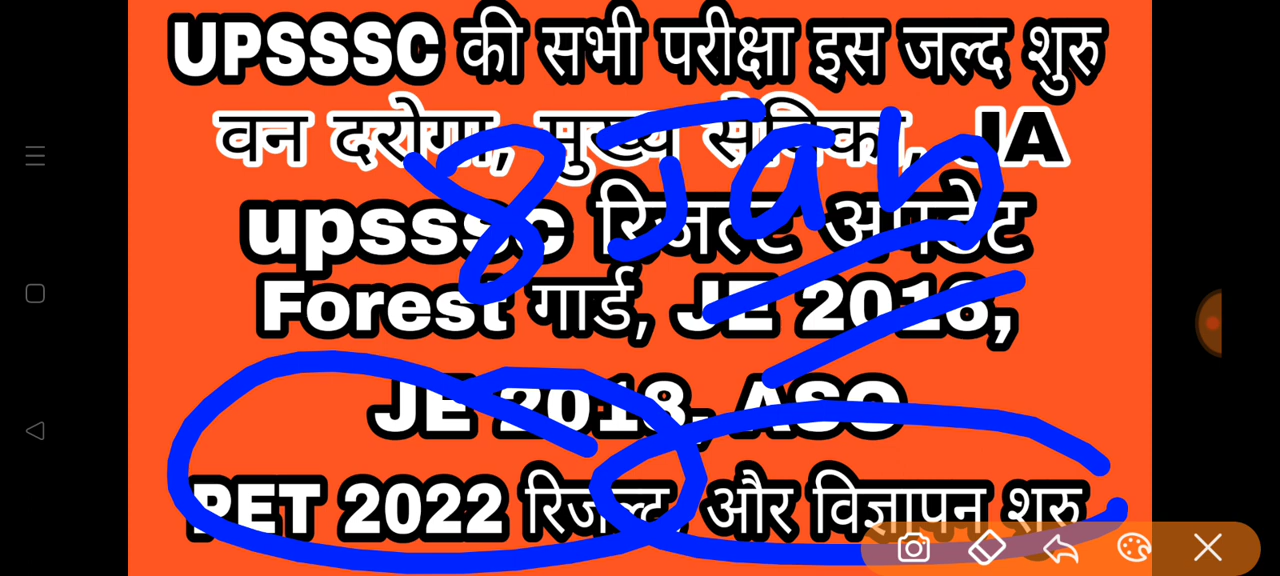 UPSSSC की सभी परीक्षा इस जल्द शुरु
वन दरोगा, मुख्य सेविका, JA
8 Jan
upsssc रिजल्ट अपडेट
Forest गार्ड, JE 2016,
JE 2018, ASO
PET 2022 रिजल्ट और विज्ञापन शुरु